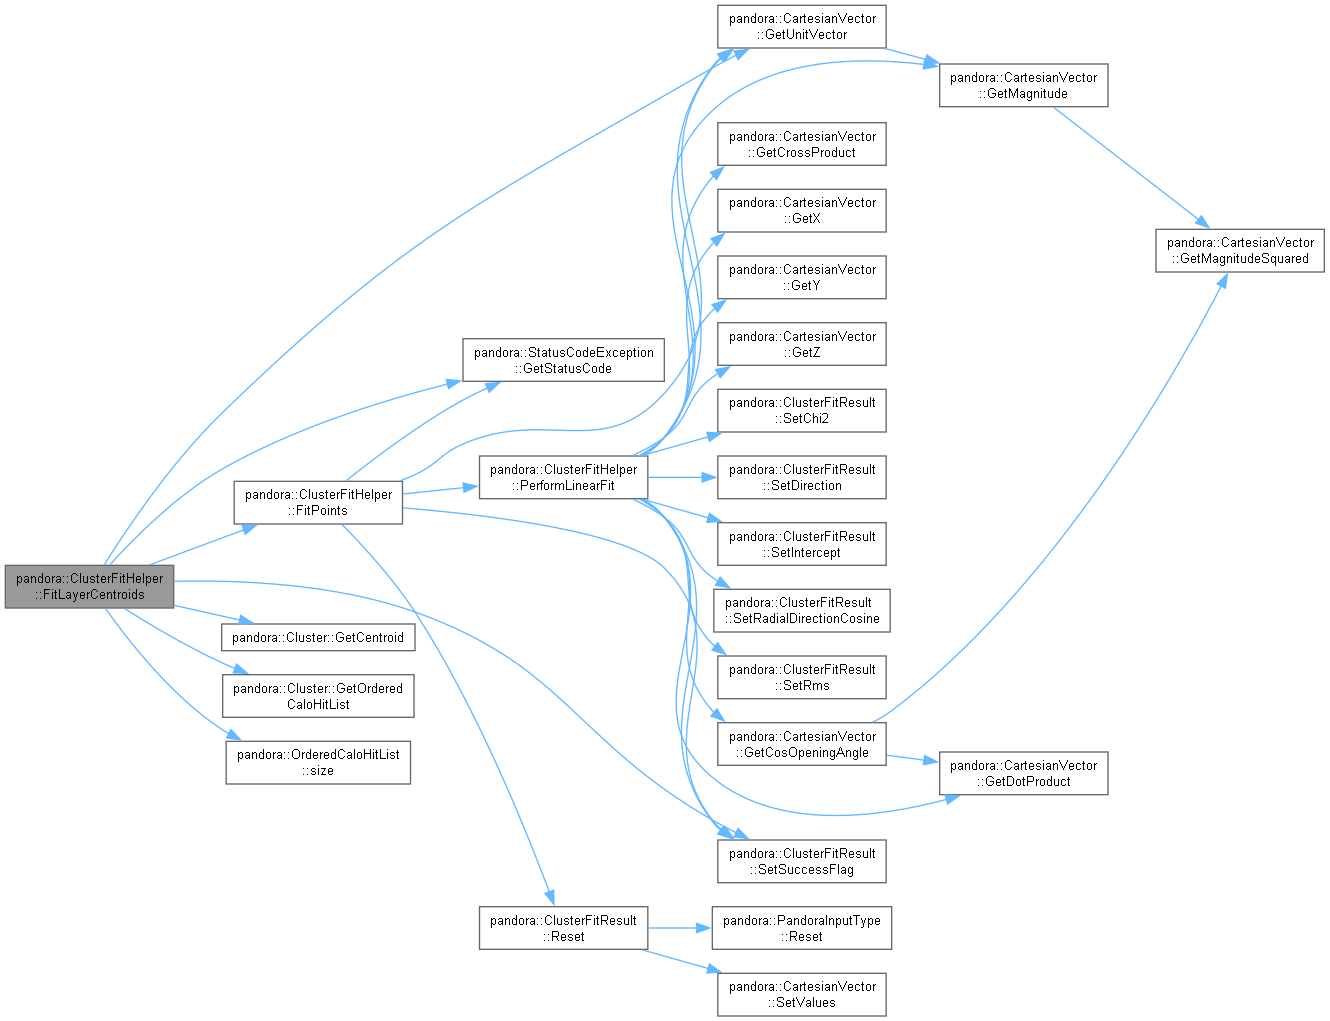 pandora::CartesianVector
::GetUnitVector
pandora::CartesianVector
::GetMagnitude
pandora::CartesianVector
::GetCrossProduct
pandora::CartesianVector
::GetX
pandora::CartesianVector
::GetMagnitudeSquared
pandora::CartesianVector
::GetY
pandora::CartesianVector
::GetZ
pandora::StatusCodeException
::GetStatusCode
pandora::ClusterFitResult
::SetChi2
pandora::ClusterFitHelper
::PerformLinearFit
pandora::ClusterFitResult
::SetDirection
pandora::ClusterFitHelper
::FitPoints
pandora::ClusterFitResult
::SetIntercept
pandora::ClusterFitHelper
::FitLayerCentroids
pandora::ClusterFitResult
::SetRadialDirectionCosine
pandora::Cluster::GetCentroid
pandora::ClusterFitResult
::SetRms
pandora::Cluster::GetOrdered
CaloHitList
pandora::CartesianVector
::GetCosOpeningAngle
pandora::OrderedCaloHitList
::size
pandora::CartesianVector
::GetDotProduct
pandora::ClusterFitResult
::SetSuccessFlag
pandora::ClusterFitResult
::Reset
pandora::PandoraInputType
::Reset
pandora::CartesianVector
::SetValues